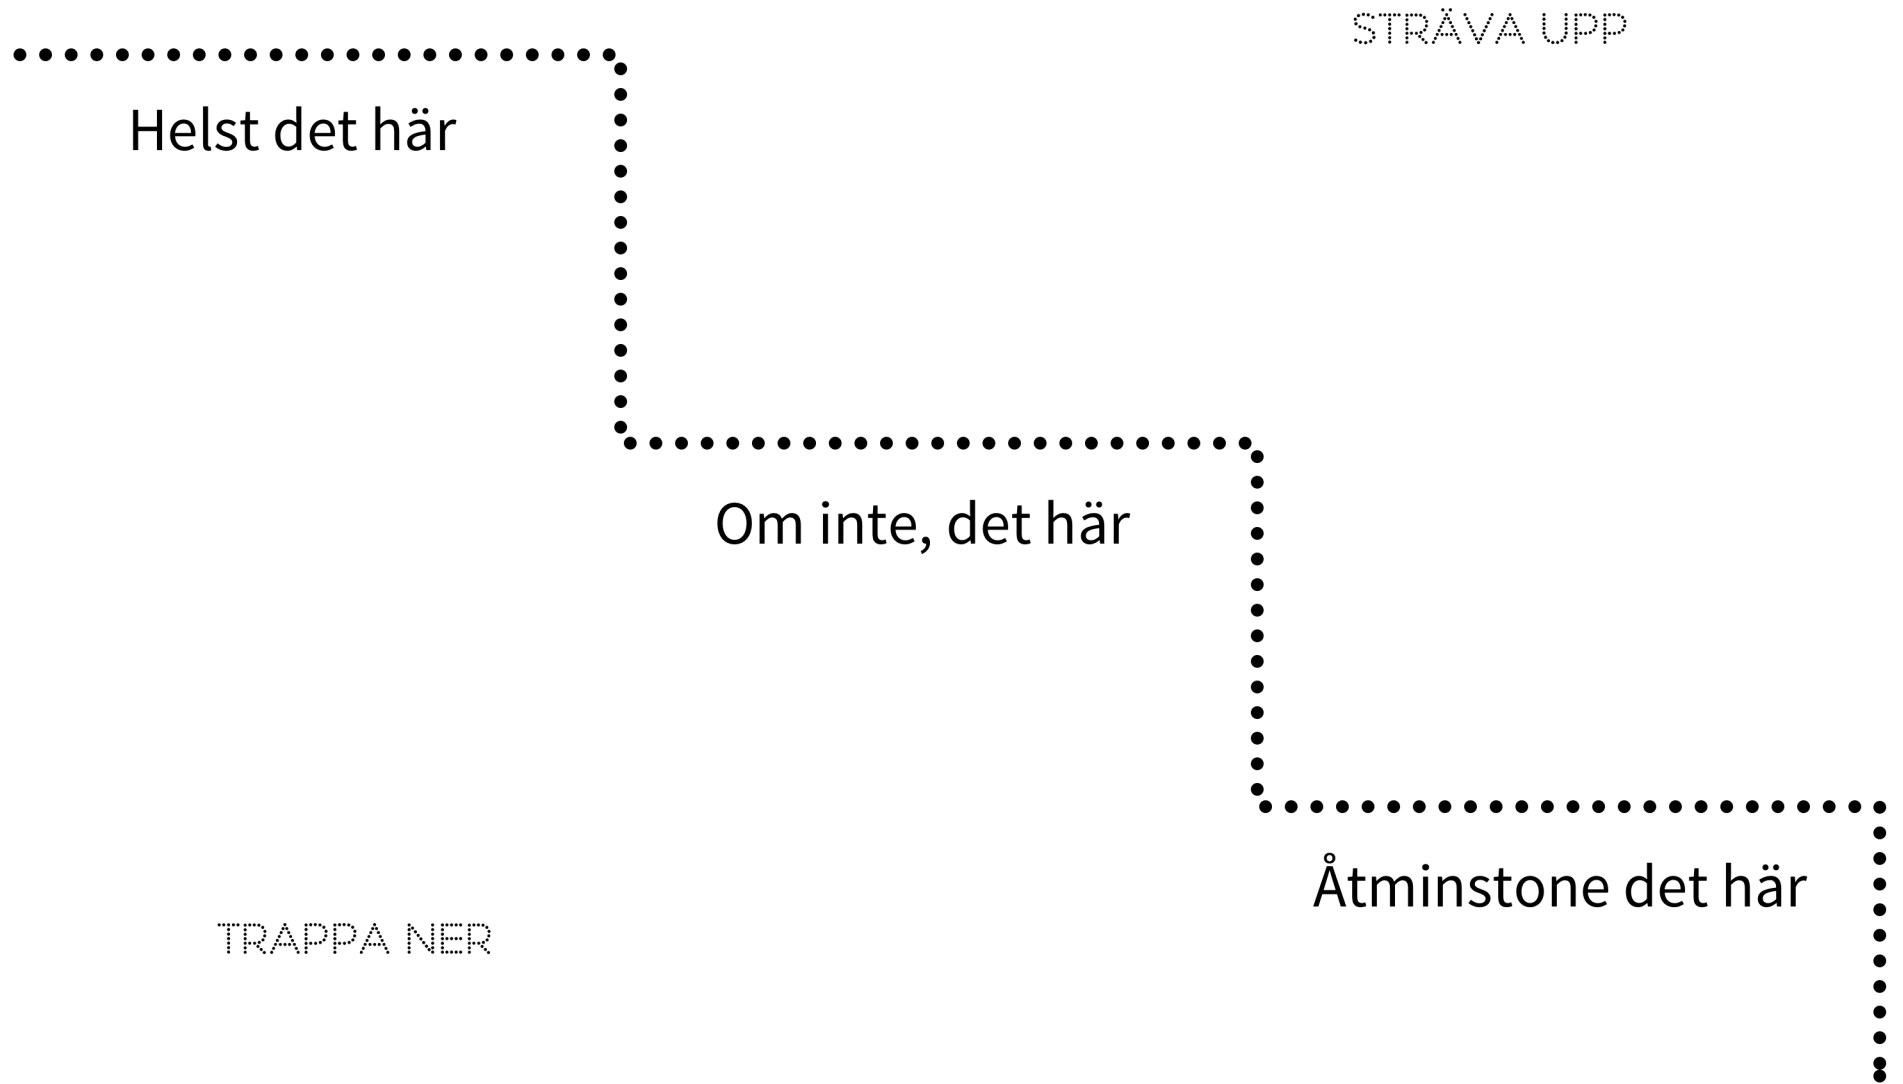 STRÄVA UPP
Helst det här
Om inte, det här
Åtminstone det här
TRAPPA NER